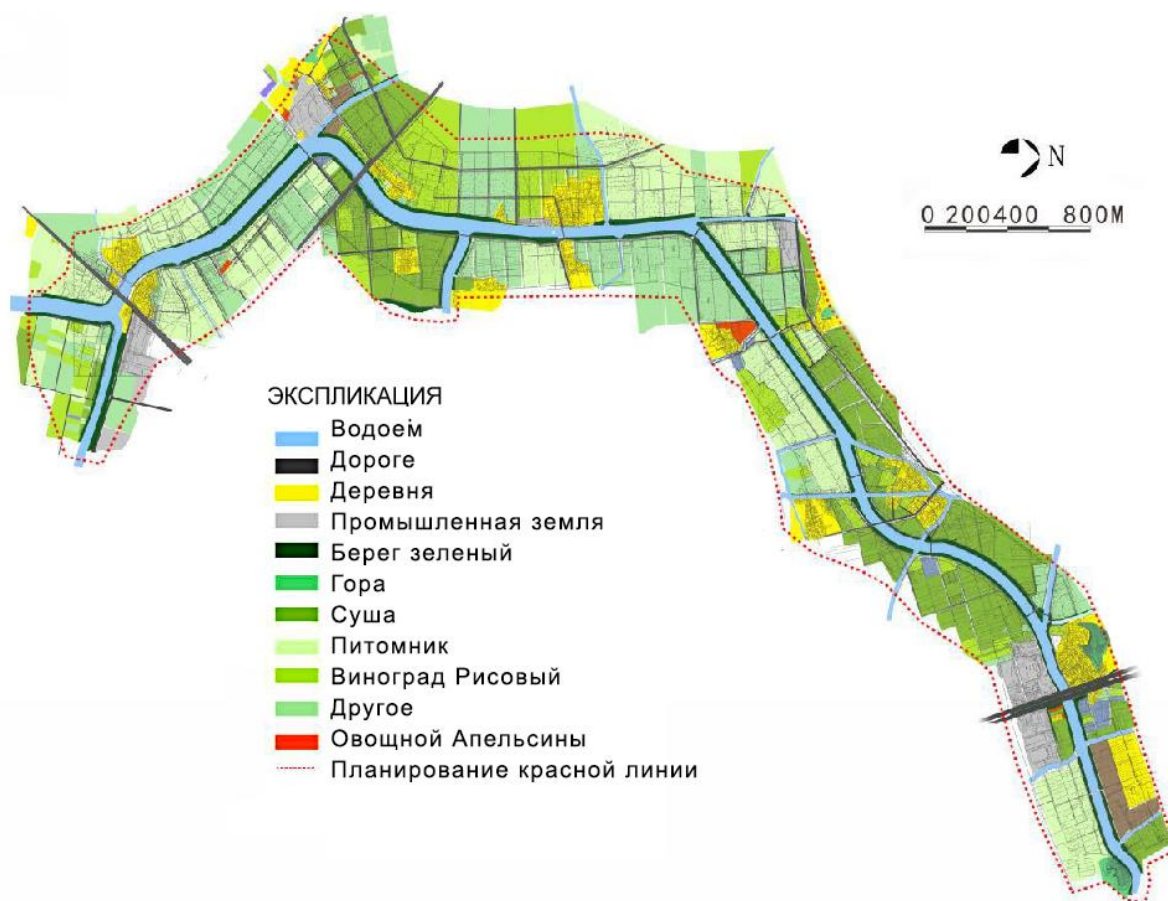 N
0 200400 800М
ЭКСПЛИКАЦИЯ
Водоем
Дороге
Деревня
Промышленная земля
Берег зеленый
Гора
Суша
Питомник
Виноград Рисовый
Другое
Овощной Апельсины
Планирование красной линии